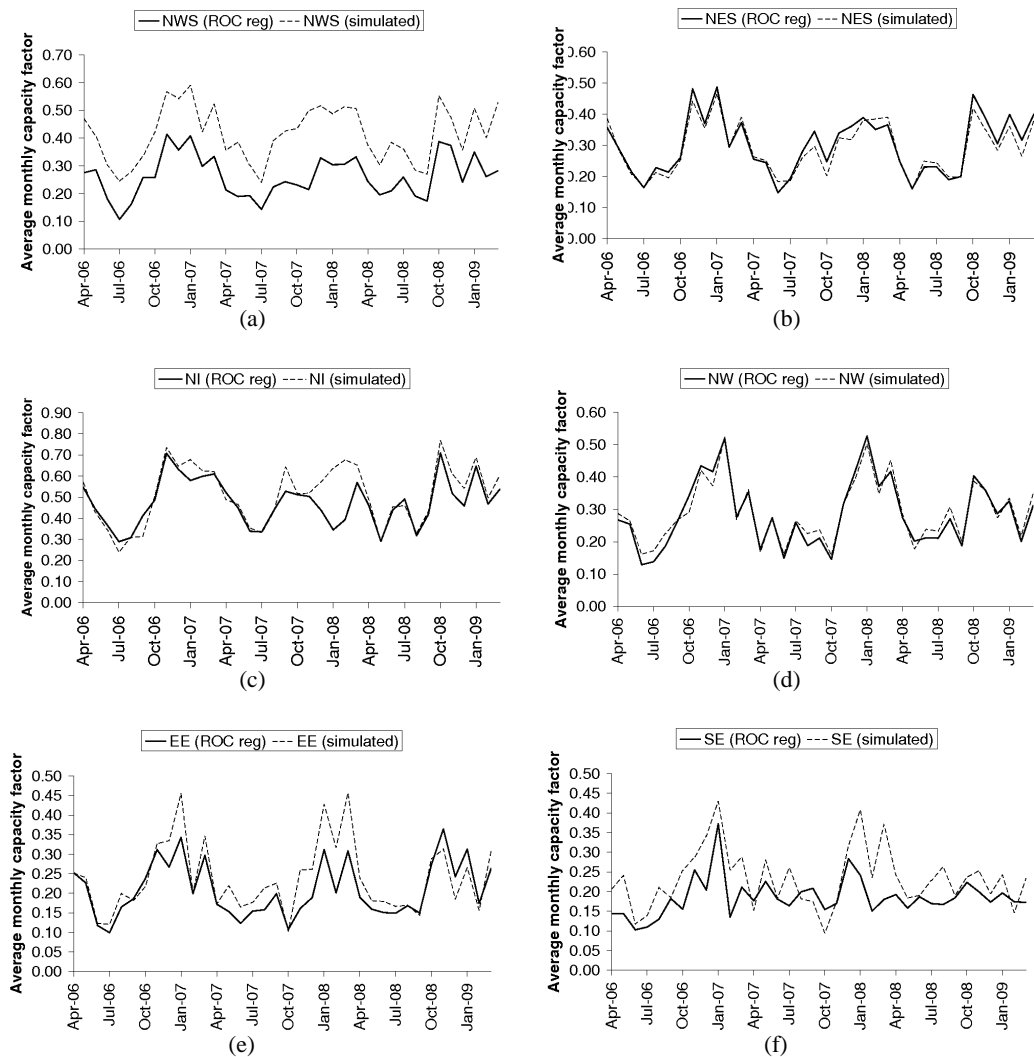 NWS (ROC reg) NWS (simulated)
Average monthly capacity factor
0.70
0.60
0.50
0.40
0.30
0.20
0.10
0.00
Apr-06 Jul-06 Oct-06 Jan-07 Apr-07 Jul-07 Oct-07 Jan-08 Apr-08 Jul-08 Oct-08 Jan-09
(a)
NES (ROC reg) NES (simulated)
Average monthly capacity factor
0.60
0.50
0.40
0.30
0.20
0.10
0.00
Apr-06 Jul-06 Oct-06 Jan-07 Apr-07 Jul-07 Oct-07 Jan-08 Apr-08 Jul-08 Oct-08 Jan-09
(b)
NI (ROC reg) NI (simulated)
Average monthly capacity factor
0.90
0.80
0.70
0.60
0.50
0.40
0.30
0.20
0.10
0.00
Apr-06 Jul-06 Oct-06 Jan-07 Apr-07 Jul-07 Oct-07 Jan-08 Apr-08 Jul-08 Oct-08 Jan-09
(c)
NW (ROC reg) NW (simulated)
Average monthly capacity factor
0.60
0.50
0.40
0.30
0.20
0.10
0.00
Apr-06 Jul-06 Oct-06 Jan-07 Apr-07 Jul-07 Oct-07 Jan-08 Apr-08 Jul-08 Oct-08 Jan-09
(d)
EE (ROC reg) EE (simulated)
Average monthly capacity factor
0.50
0.45
0.40
0.35
0.30
0.25
0.20
0.15
0.10
0.05
0.00
Apr-06 Jul-06 Oct-06 Jan-07 Apr-07 Jul-07 Oct-07 Jan-08 Apr-08 Jul-08 Oct-08 Jan-09
(e)
SE (ROC reg) SE (simulated)
Average monthly capacity factor
0.50
0.45
0.40
0.35
0.30
0.25
0.20
0.15
0.10
0.05
0.00
Apr-06 Jul-06 Oct-06 Jan-07 Apr-07 Jul-07 Oct-07 Jan-08 Apr-08 Jul-08 Oct-08 Jan-09
(f)